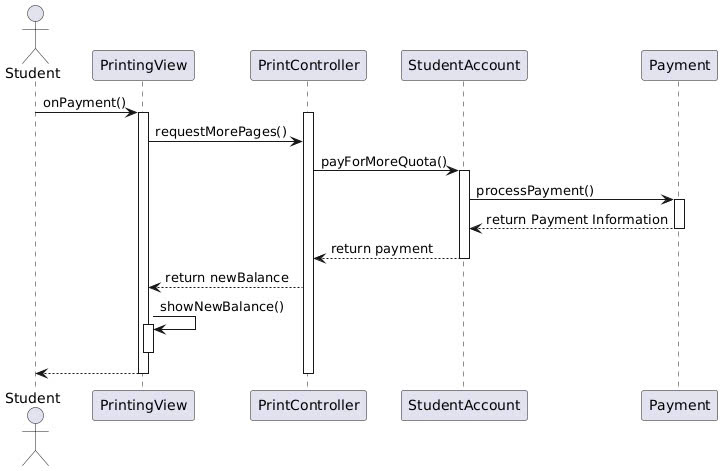 Student
PrintingView
PrintController
StudentAccount
Payment
onPayment()
requestMorePages()
payForMoreQuota()
processPayment()
return Payment Information
return payment
return newBalance
showNewBalance()
Student
PrintingView
PrintController
StudentAccount
Payment